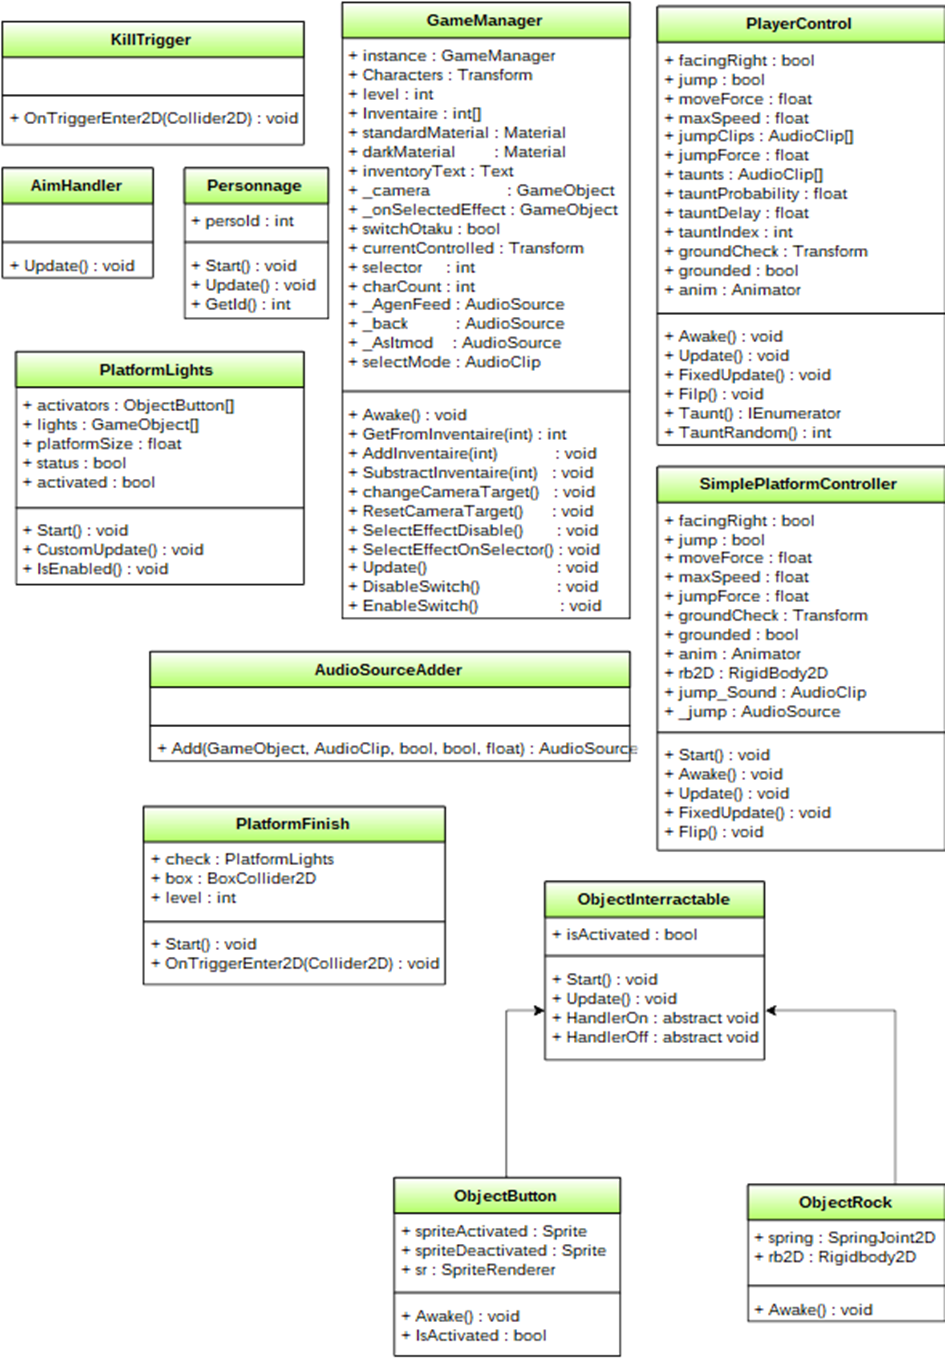 KillTrigger
+ OnTriggerEnter2D(Collider2D) : void
AimHandler
+ Update() : void
Personnage
+ persoId : int
+ Start() : void
+ Update() : void
+ GetId() : int
PlatformLights
+ activators : ObjectButton[]
+ lights : GameObject[]
+ platformSize : float
+ status : bool
+ activated : bool
+ Start() : void
+ CustomUpdate() : void
+ IsEnabled() : void
GameManager
+ instance : GameManager
+ Characters : Transform
+ level : int
+ Inventaire : int[]
+ standardMaterial : Material
+ darkMaterial : Material
+ inventoryText : Text
+ _camera : GameObject
+ _onSelectedEffect : GameObject
+ switchOtaku : bool
+ currentControlled : Transform
+ selector : int
+ charCount : int
+ _AgenFeed : AudioSource
+ _back : AudioSource
+ _Asltmod : AudioSource
+ selectMode : AudioClip
+ Awake() : void
+ GetFromInventaire(int) : int
+ AddInventaire(int) : void
+ SubstractInventaire(int) : void
+ changeCameraTarget() : void
+ ResetCameraTarget() : void
+ SelectEffectDisable() : void
+ SelectEffectOnSelector() : void
+ Update() : void
+ DisableSwitch() : void
+ EnableSwitch() : void
PlayerControl
+ facingRight : bool
+ jump : bool
+ moveForce : float
+ maxSpeed : float
+ jumpClips : AudioClip[]
+ jumpForce : float
+ taunts : AudioClip[]
+ tauntProbability : float
+ tauntDelay : float
+ tauntIndex : int
+ groundCheck : Transform
+ grounded : bool
+ anim : Animator
+ Awake() : void
+ Update() : void
+ FixedUpdate() : void
+ Filp() : void
+ Taunt() : IEnumerator
+ TauntRandom() : int
SimplePlatformController
+ facingRight : bool
+ jump : bool
+ moveForce : float
+ maxSpeed : float
+ jumpForce : float
+ groundCheck : Transform
+ grounded : bool
+ anim : Animator
+ rb2D : RigidBody2D
+ jump_Sound : AudioClip
+ _jump : AudioSource
+ Start() : void
+ Awake() : void
+ Update() : void
+ FixedUpdate() : void
+ Flip() : void
AudioSourceAdder
+ Add(GameObject, AudioClip, bool, bool, float) : AudioSource
PlatformFinish
+ check : PlatformLights
+ box : BoxCollider2D
+ level : int
+ Start() : void
+ OnTriggerEnter2D(Collider2D) : void
ObjectInterractable
+ isActivated : bool
+ Start() : void
+ Update() : void
+ HandlerOn : abstract void
+ HandlerOff : abstract void
ObjectButton
+ spriteActivated : Sprite
+ spriteDeactivated : Sprite
+ sr : SpriteRenderer
+ Awake() : void
+ IsActivated : bool
ObjectRock
+ spring : SpringJoint2D
+ rb2D : Rigidbody2D
+ Awake() : void